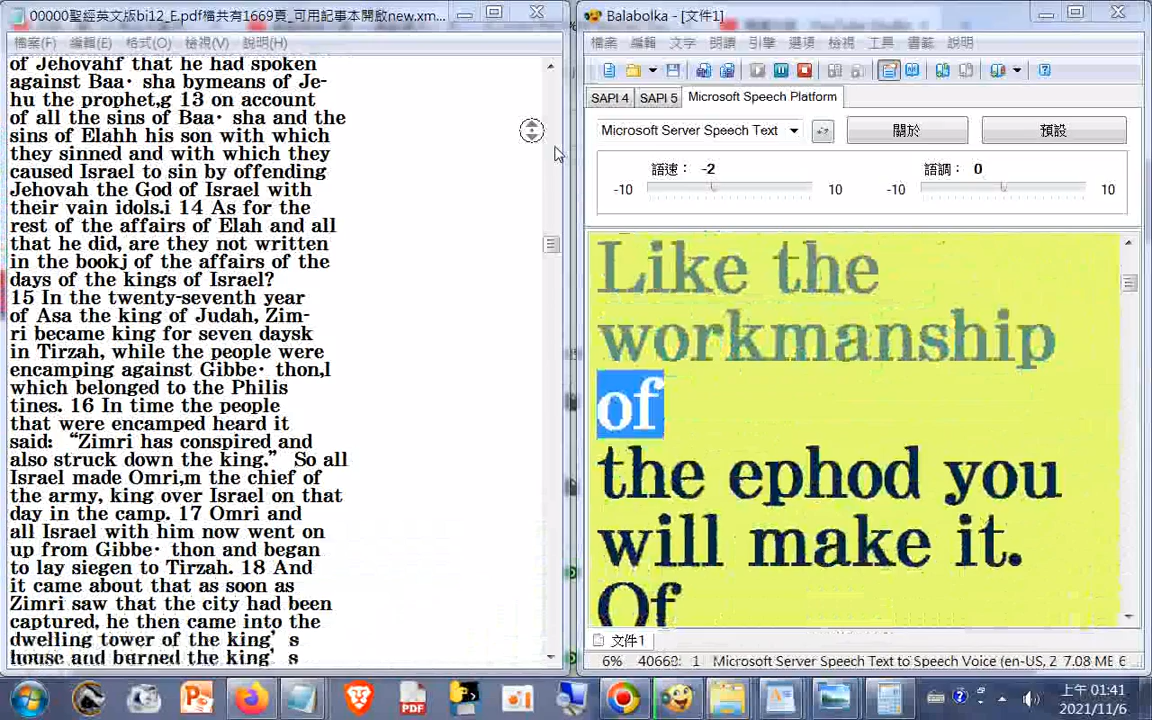 00000聖經英文版bi12_E.pdf檔共有1669頁_可用記事本開啟new.xm...
檔案(F) 編輯(E) 格式(O) 檢視(V) 說明(H)
of Jehovahf that he had spoken
against Baa· sha bymeans of Je-
hu the prophet,g 13 on account
of all the sins of Baa· sha and the
sins of Elahh his son with which
they sinned and with which they
caused Israel to sin by offending
Jehovah the God of Israel with
their vain idols.i 14 As for the
rest of the affairs of Elah and all
that he did, are they not written
in the bookj of the affairs of the
days of the kings of Israel?
15 In the twenty-seventh year
of Asa the king of Judah, Zim-
ri became king for seven daysk
in Tirzah, while the people were
encamping against Gibbe· thon,l
which belonged to the Philis
tines. 16 In time the people
that were encamped heard it
said: “Zimri has conspired and
also struck down the king.” So all
Israel made Omri,m the chief of
the army, king over Israel on that
day in the camp. 17 Omri and
all Israel with him now went on
up from Gibbe· thon and began
to lay siegen to Tirzah. 18 And
it came about that as soon as
Zimri saw that the city had been
captured, he then came into the
dwelling tower of the king’ s
house and burned the king’ s
Balabolka - [文件1]
檔案 編輯 文字 朗讀 引擎 選項 檢視 工具 書籤 說明
SAPI 4 SAPI 5 Microsoft Speech Platform
Microsoft Server Speech Text 關於 預設
語速: -2 語調: 0
-10 10 -10 10
Like the
workmanship
of
the ephod you
will make it.
Of
文件1
6% 40668: 1 Microsoft Server Speech Text to Speech Voice (en-US, 2 7.08 MB 6
上午 01:41
2021/11/6